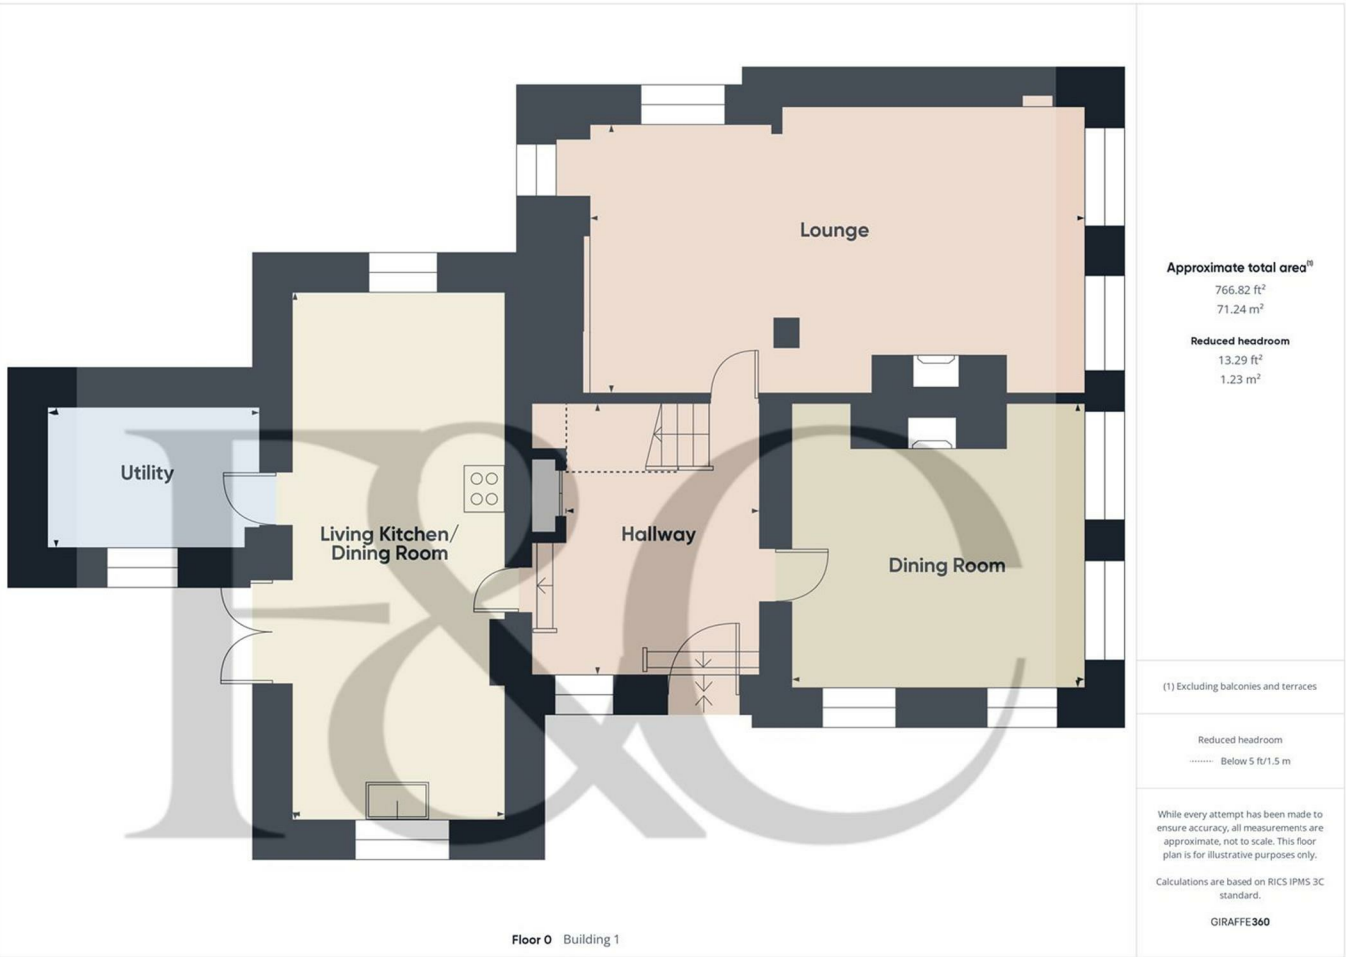 Lounge
Utility
Living Kitchen/
Dining Room
Hallway
Dining Room
F&C
Floor 0 Building 1
Approximate total area(1)
766.82 ft²
71.24 m²
Reduced headroom
13.29 ft²
1.23 m²
(1) Excluding balconies and terraces
Reduced headroom
Below 5 ft/1.5 m
While every attempt has been made to
ensure accuracy, all measurements are
approximate, not to scale. This floor
plan is for illustrative purposes only.
Calculations are based on RICS IPMS 3C
standard.
GIRAFFE360